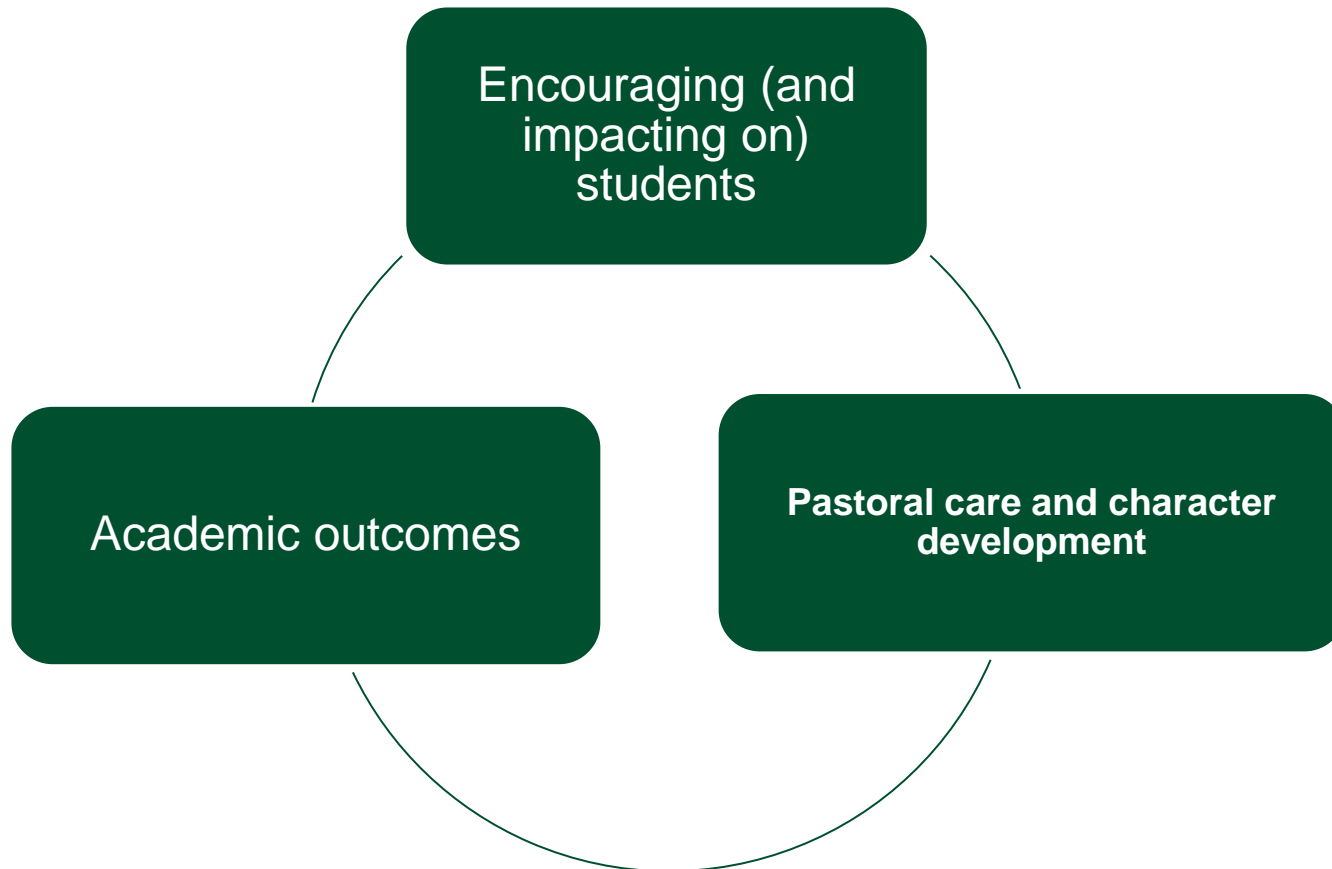 Encouraging (and
impacting on)
students
Academic outcomes
Pastoral care and character
development